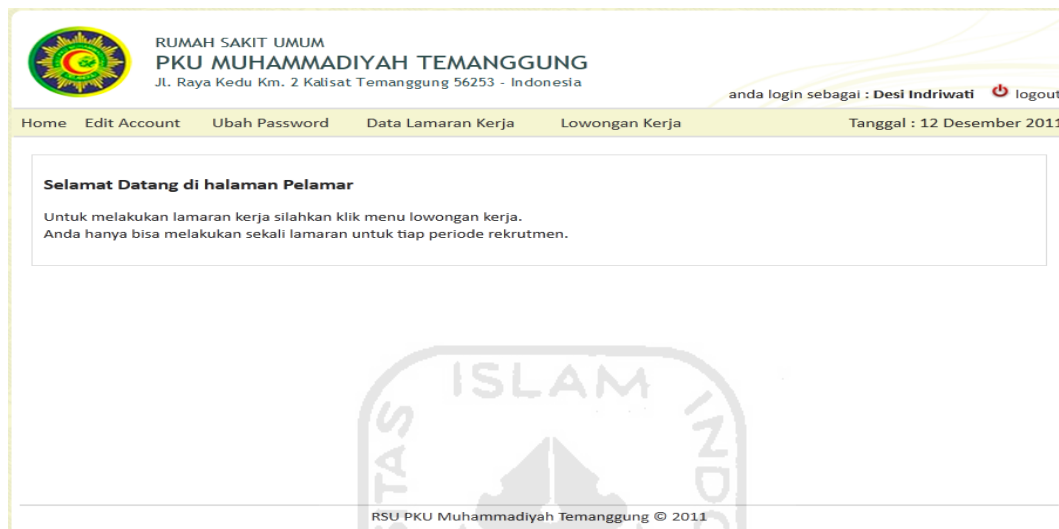 RUMAH SAKIT UMUM
PKU MUHAMMADIYAH TEMANGGUNG
Jl. Raya Kedu Km. 2 Kalisat Temanggung 56253 - Indonesia
anda login sebagai : Desi Indriwati logout
Home Edit Account Ubah Password Data Lamaran Kerja Lowongan Kerja Tanggal : 12 Desember 2011
Selamat Datang di halaman Pelamar
Untuk melakukan lamaran kerja silahkan klik menu lowongan kerja.
Anda hanya bisa melakukan sekali lamaran untuk tiap periode rekrutmen.
ISLAM
RSU PKU Muhammadiyah Temanggung © 2011